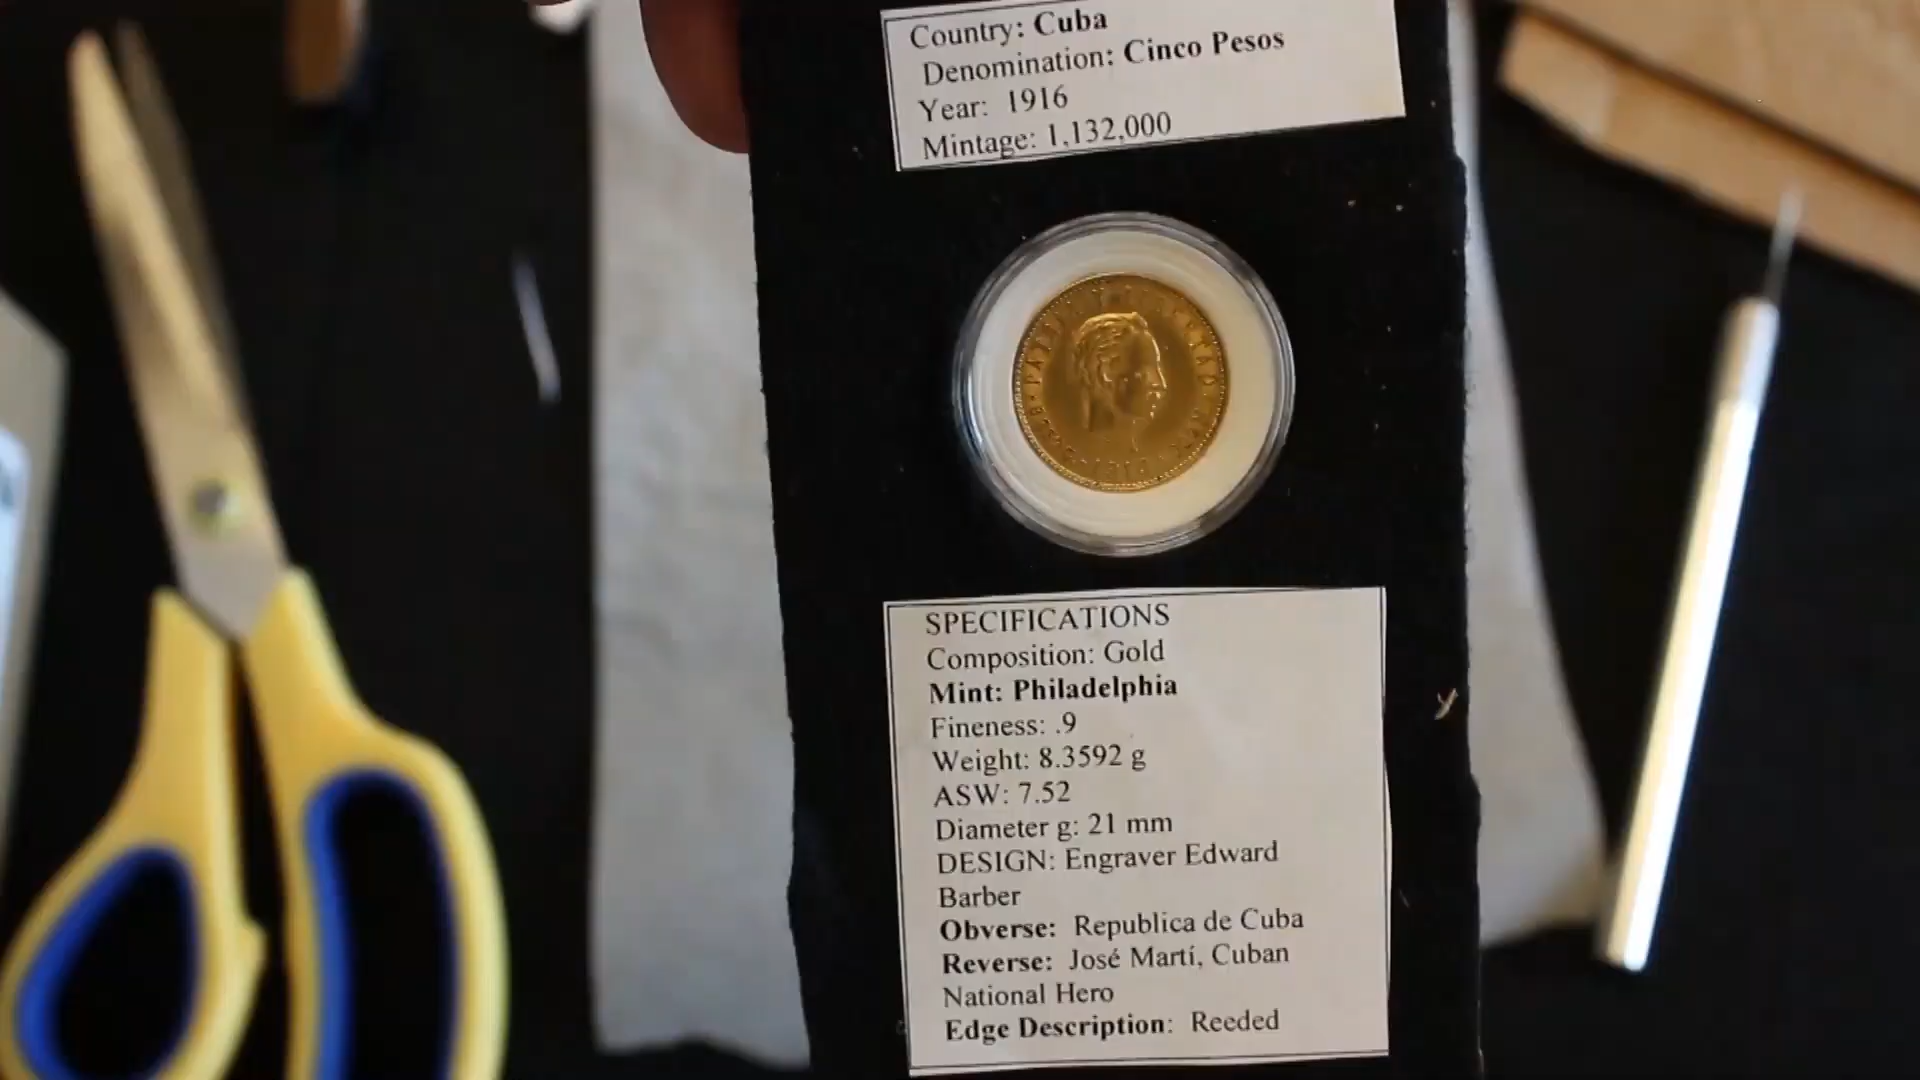 Country: Cuba
Denomination: Cinco Pesos
Year: 1916
Mintage: 1,132,000
PATRIA Y LIBERTAD
SPECIFICATIONS
Composition: Gold
Mint: Philadelphia
Fineness: .9
Weight: 8.3592 g
ASW: 7.52
Diameter g: 21 mm
DESIGN: Engraver Edward
Barber
Obverse: Republica de Cuba
Reverse: José Martí, Cuban
National Hero
Edge Description: Reeded